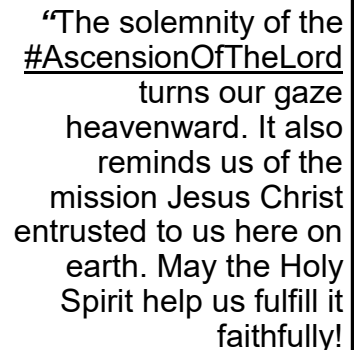 “The solemnity of the
#AscensionOfTheLord
turns our gaze
heavenward. It also
reminds us of the
mission Jesus Christ
entrusted to us here on
earth. May the Holy
Spirit help us fulfill it
faithfully!